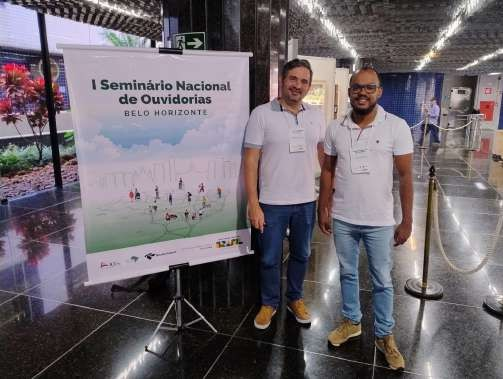 I Seminário Nacional
de Ouvidorias
BELO HORIZONTE